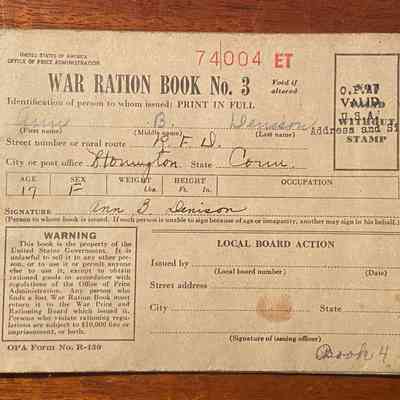 UNITED STATES OF AMERICA
OFFICE OF PRICE ADMINISTRATION
74004 ET
WAR RATION BOOK No. 3
Void if
altered
Identification of person to whom issued: PRINT IN FULL
Ann B. Denison
(First name) (Middle name) (Last name)
Street number or rural route R. F. D.
City or post office Stonington State Conn.
AGE SEX WEIGHT HEIGHT OCCUPATION
17 F Lbs. Ft. In.
SIGNATURE Ann B. Denison
(Person to whom book is issued. If such person is unable to sign because of age or incapacity, another may sign in his behalf.)
VALID
WITHOUT
STAMP
Address and Si
WARNING
This book is the property of the
United States Government. It is
unlawful to sell it to any other per-
son, or to use it or permit anyone
else to use it, except to obtain
rationed goods in accordance with
regulations of the Office of Price
Administration. Any person who
finds a lost War Ration Book must
return it to the War Price and
Rationing Board which issued it.
Persons who violate rationing regu-
lations are subject to $10,000 fine or
imprisonment, or both.
OPA Form No. R-130
LOCAL BOARD ACTION
Issued by
(Local board number) (Date)
Street address
City State
(Signature of issuing officer)
Book 4